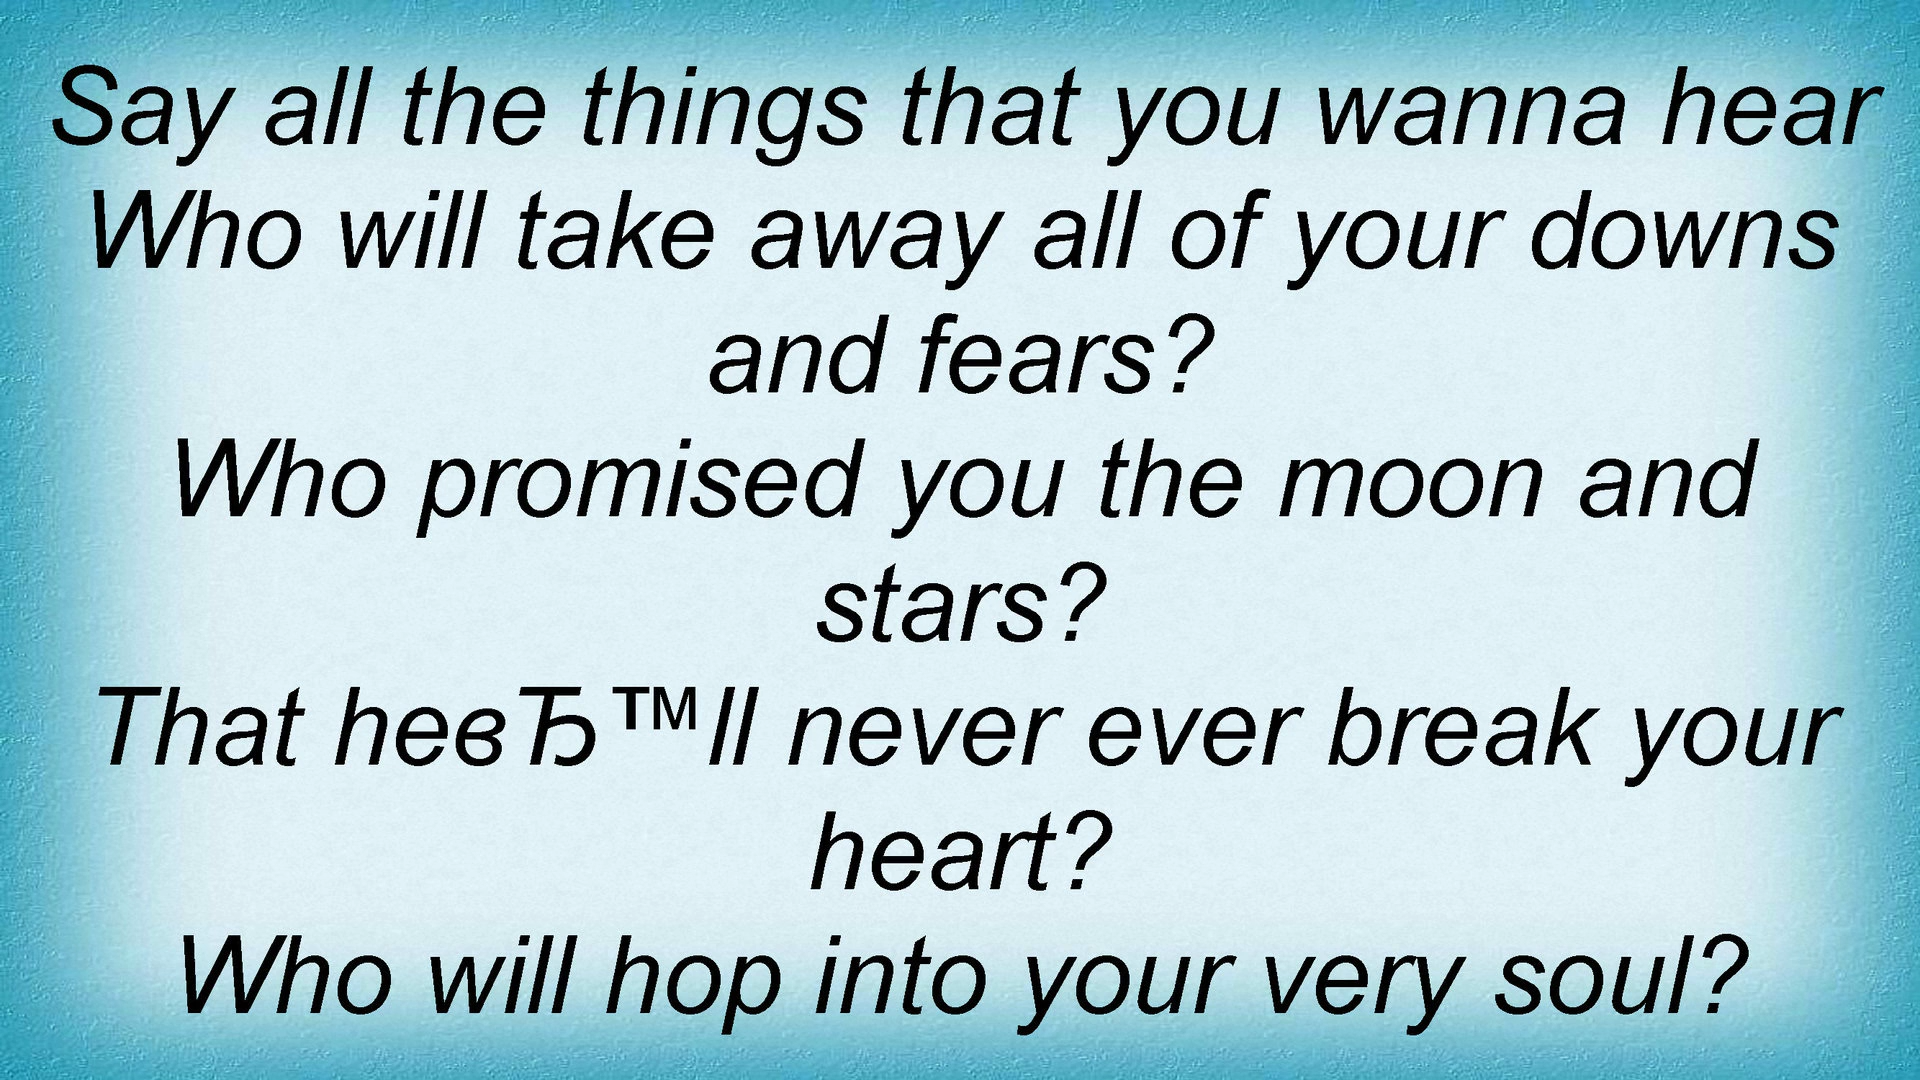 Say all the things that you wanna hear
Who will take away all of your downs
and fears?
Who promised you the moon and
stars?
That heвЂ™ll never ever break your
heart?
Who will hop into your very soul?